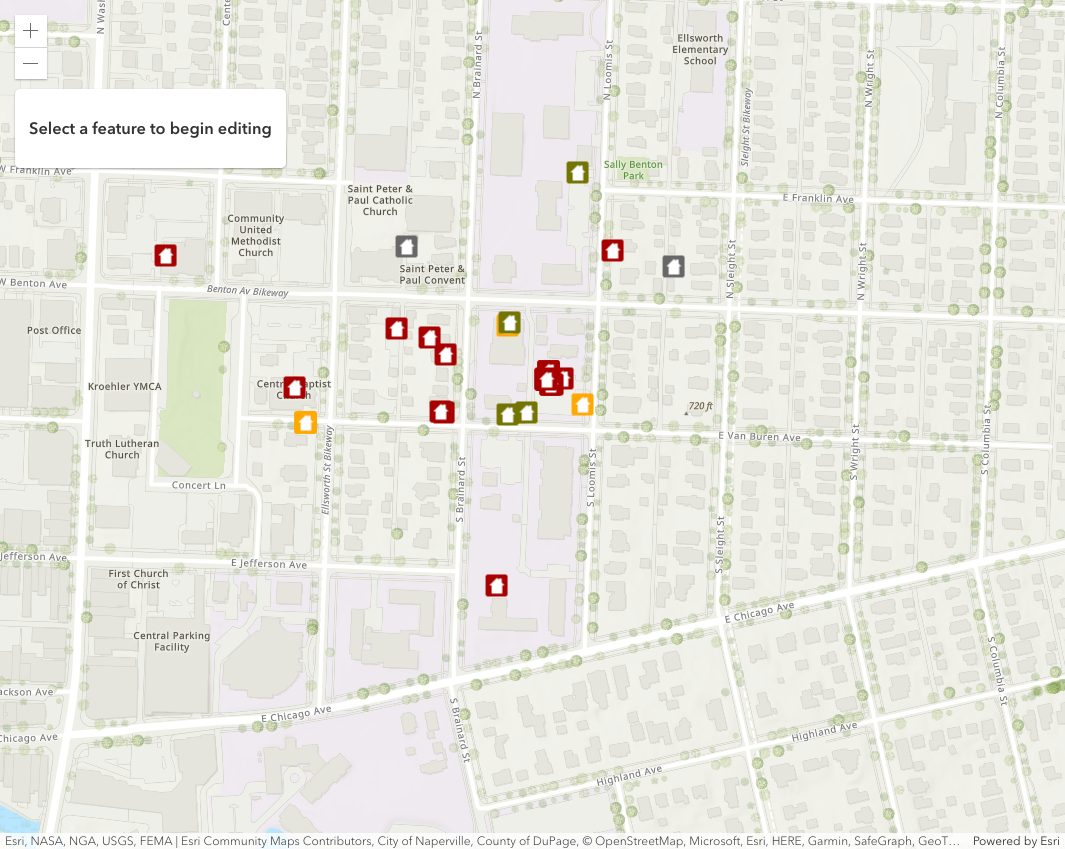 N Wash
Cente
St
N Brainard St
N Loomis St
Ellsworth
Elementary
School
N Wright St
N Columbia St
Sleight St Bikeway
Select a feature to begin editing
W Franklin Ave
Sally Benton
Park
Saint Peter &
Paul Catholic
Church
E Franklin Ave
Community
United
Methodist
Church
Saint Peter &
Paul Convent
N Sleight St
N Wright St
W Benton Ave
Benton Av Bikeway
Post Office
Kroehler YMCA
Central Baptist
Church
720 ft
Truth Lutheran
Church
E Van Buren Ave
Concert Ln
Ellsworth St Bikeway
S Brainard St
S Loomis St
S Wright St
S Columbia St
S Sleight St
Jefferson Ave
E Jefferson Ave
First Church
of Christ
E Chicago Ave
Central Parking
Facility
S Columbia St
ackson Ave
E Chicago Ave
S Brainard St
Chicago Ave
Highland Ave
Highland Ave
Esri, NASA, NGA, USGS, FEMA | Esri Community Maps Contributors, City of Naperville, County of DuPage, © OpenStreetMap, Microsoft, Esri, HERE, Garmin, SafeGraph, GeoT… Powered by Esri